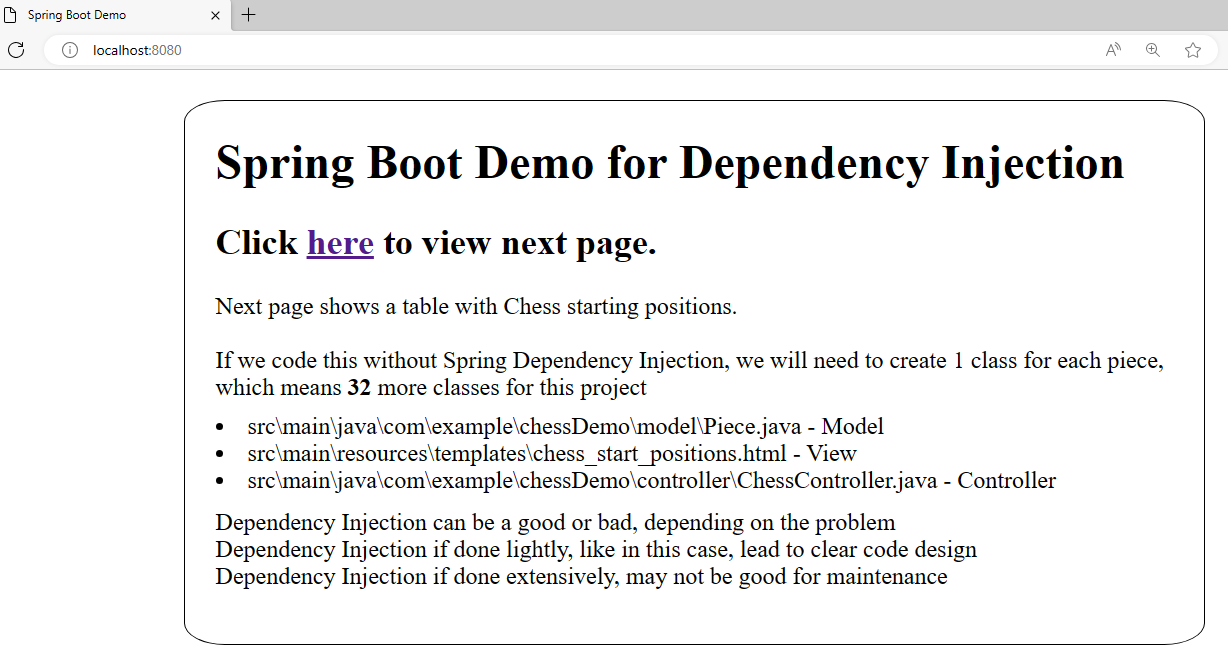 Spring Boot Demo
localhost:8080
Spring Boot Demo for Dependency Injection
Click here to view next page.
Next page shows a table with Chess starting positions.
If we code this without Spring Dependency Injection, we will need to create 1 class for each piece,
which means 32 more classes for this project
• src\main\java\com\example\chessDemo\model\Piece.java - Model
• src\main\resources\templates\chess_start_positions.html - View
• src\main\java\com\example\chessDemo\controller\ChessController.java - Controller
Dependency Injection can be a good or bad, depending on the problem
Dependency Injection if done lightly, like in this case, lead to clear code design
Dependency Injection if done extensively, may not be good for maintenance